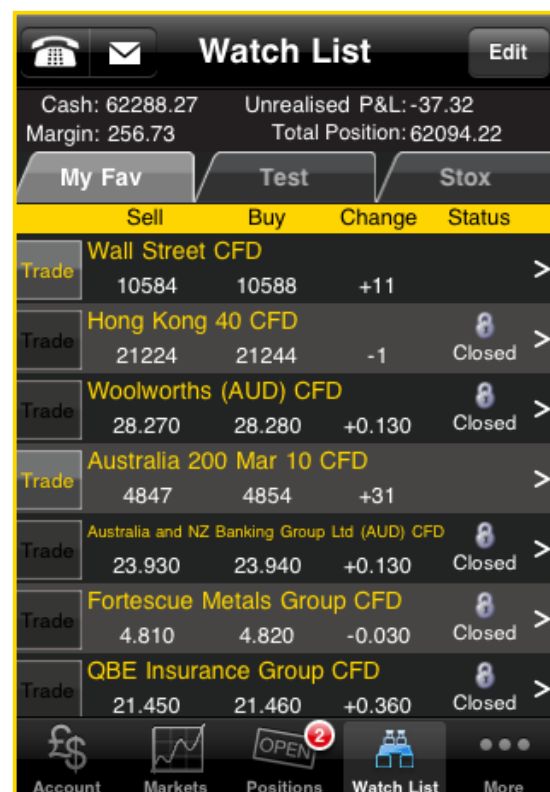 Watch List
Edit
Cash: 62288.27 Unrealised P&L:-37.32
Margin: 256.73 Total Position: 62094.22
My Fav Test Stox
Sell Buy Change Status
Wall Street CFD
Trade 10584 10588 +11 >
Hong Kong 40 CFD
Trade 21224 21244 -1 Closed >
Woolworths (AUD) CFD
Trade 28.270 28.280 +0.130 Closed >
Australia 200 Mar 10 CFD
Trade 4847 4854 +31 >
Australia and NZ Banking Group Ltd (AUD) CFD
Trade 23.930 23.940 +0.130 Closed >
Fortescue Metals Group CFD
Trade 4.810 4.820 -0.030 Closed >
QBE Insurance Group CFD
Trade 21.450 21.460 +0.360 Closed >
£$ OPEN 2
Account Markets Positions Watch List More